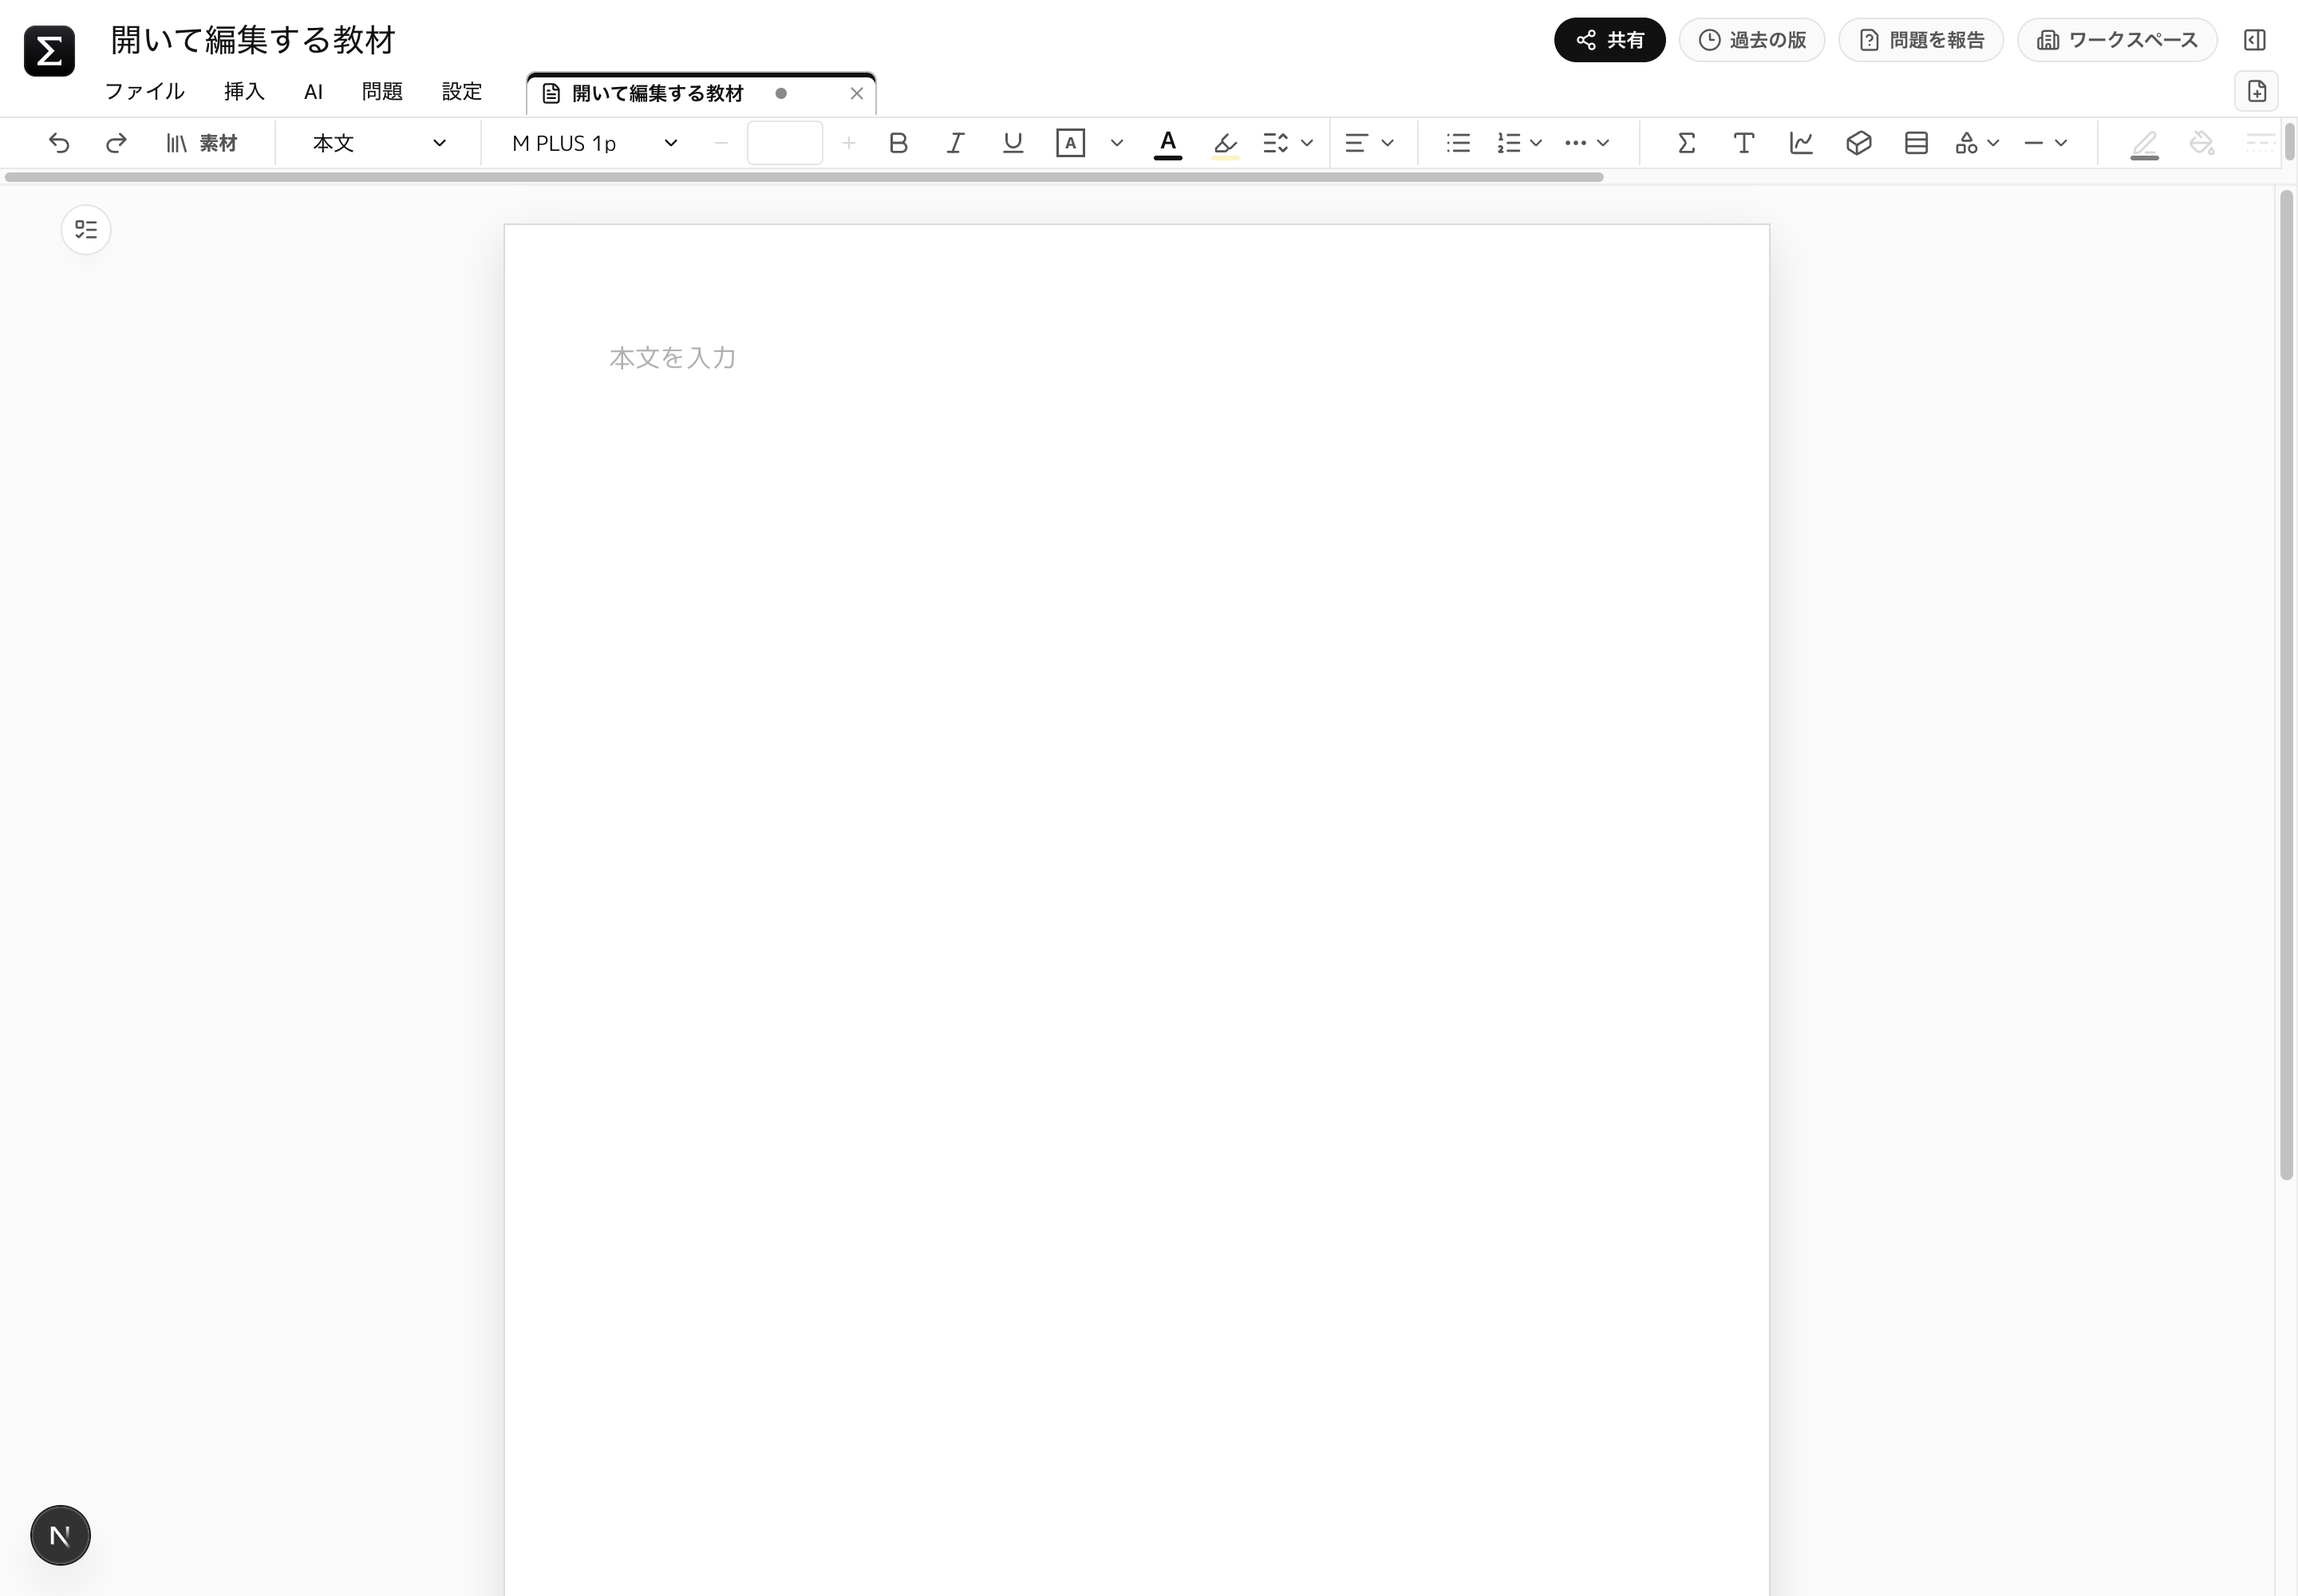 Σ
開いて編集する教材
共有
過去の版
問題を報告
ワークスペース
ファイル 挿入 AI 問題 設定
開いて編集する教材
素材
本文
M PLUS 1p
A
A
本文を入力
N